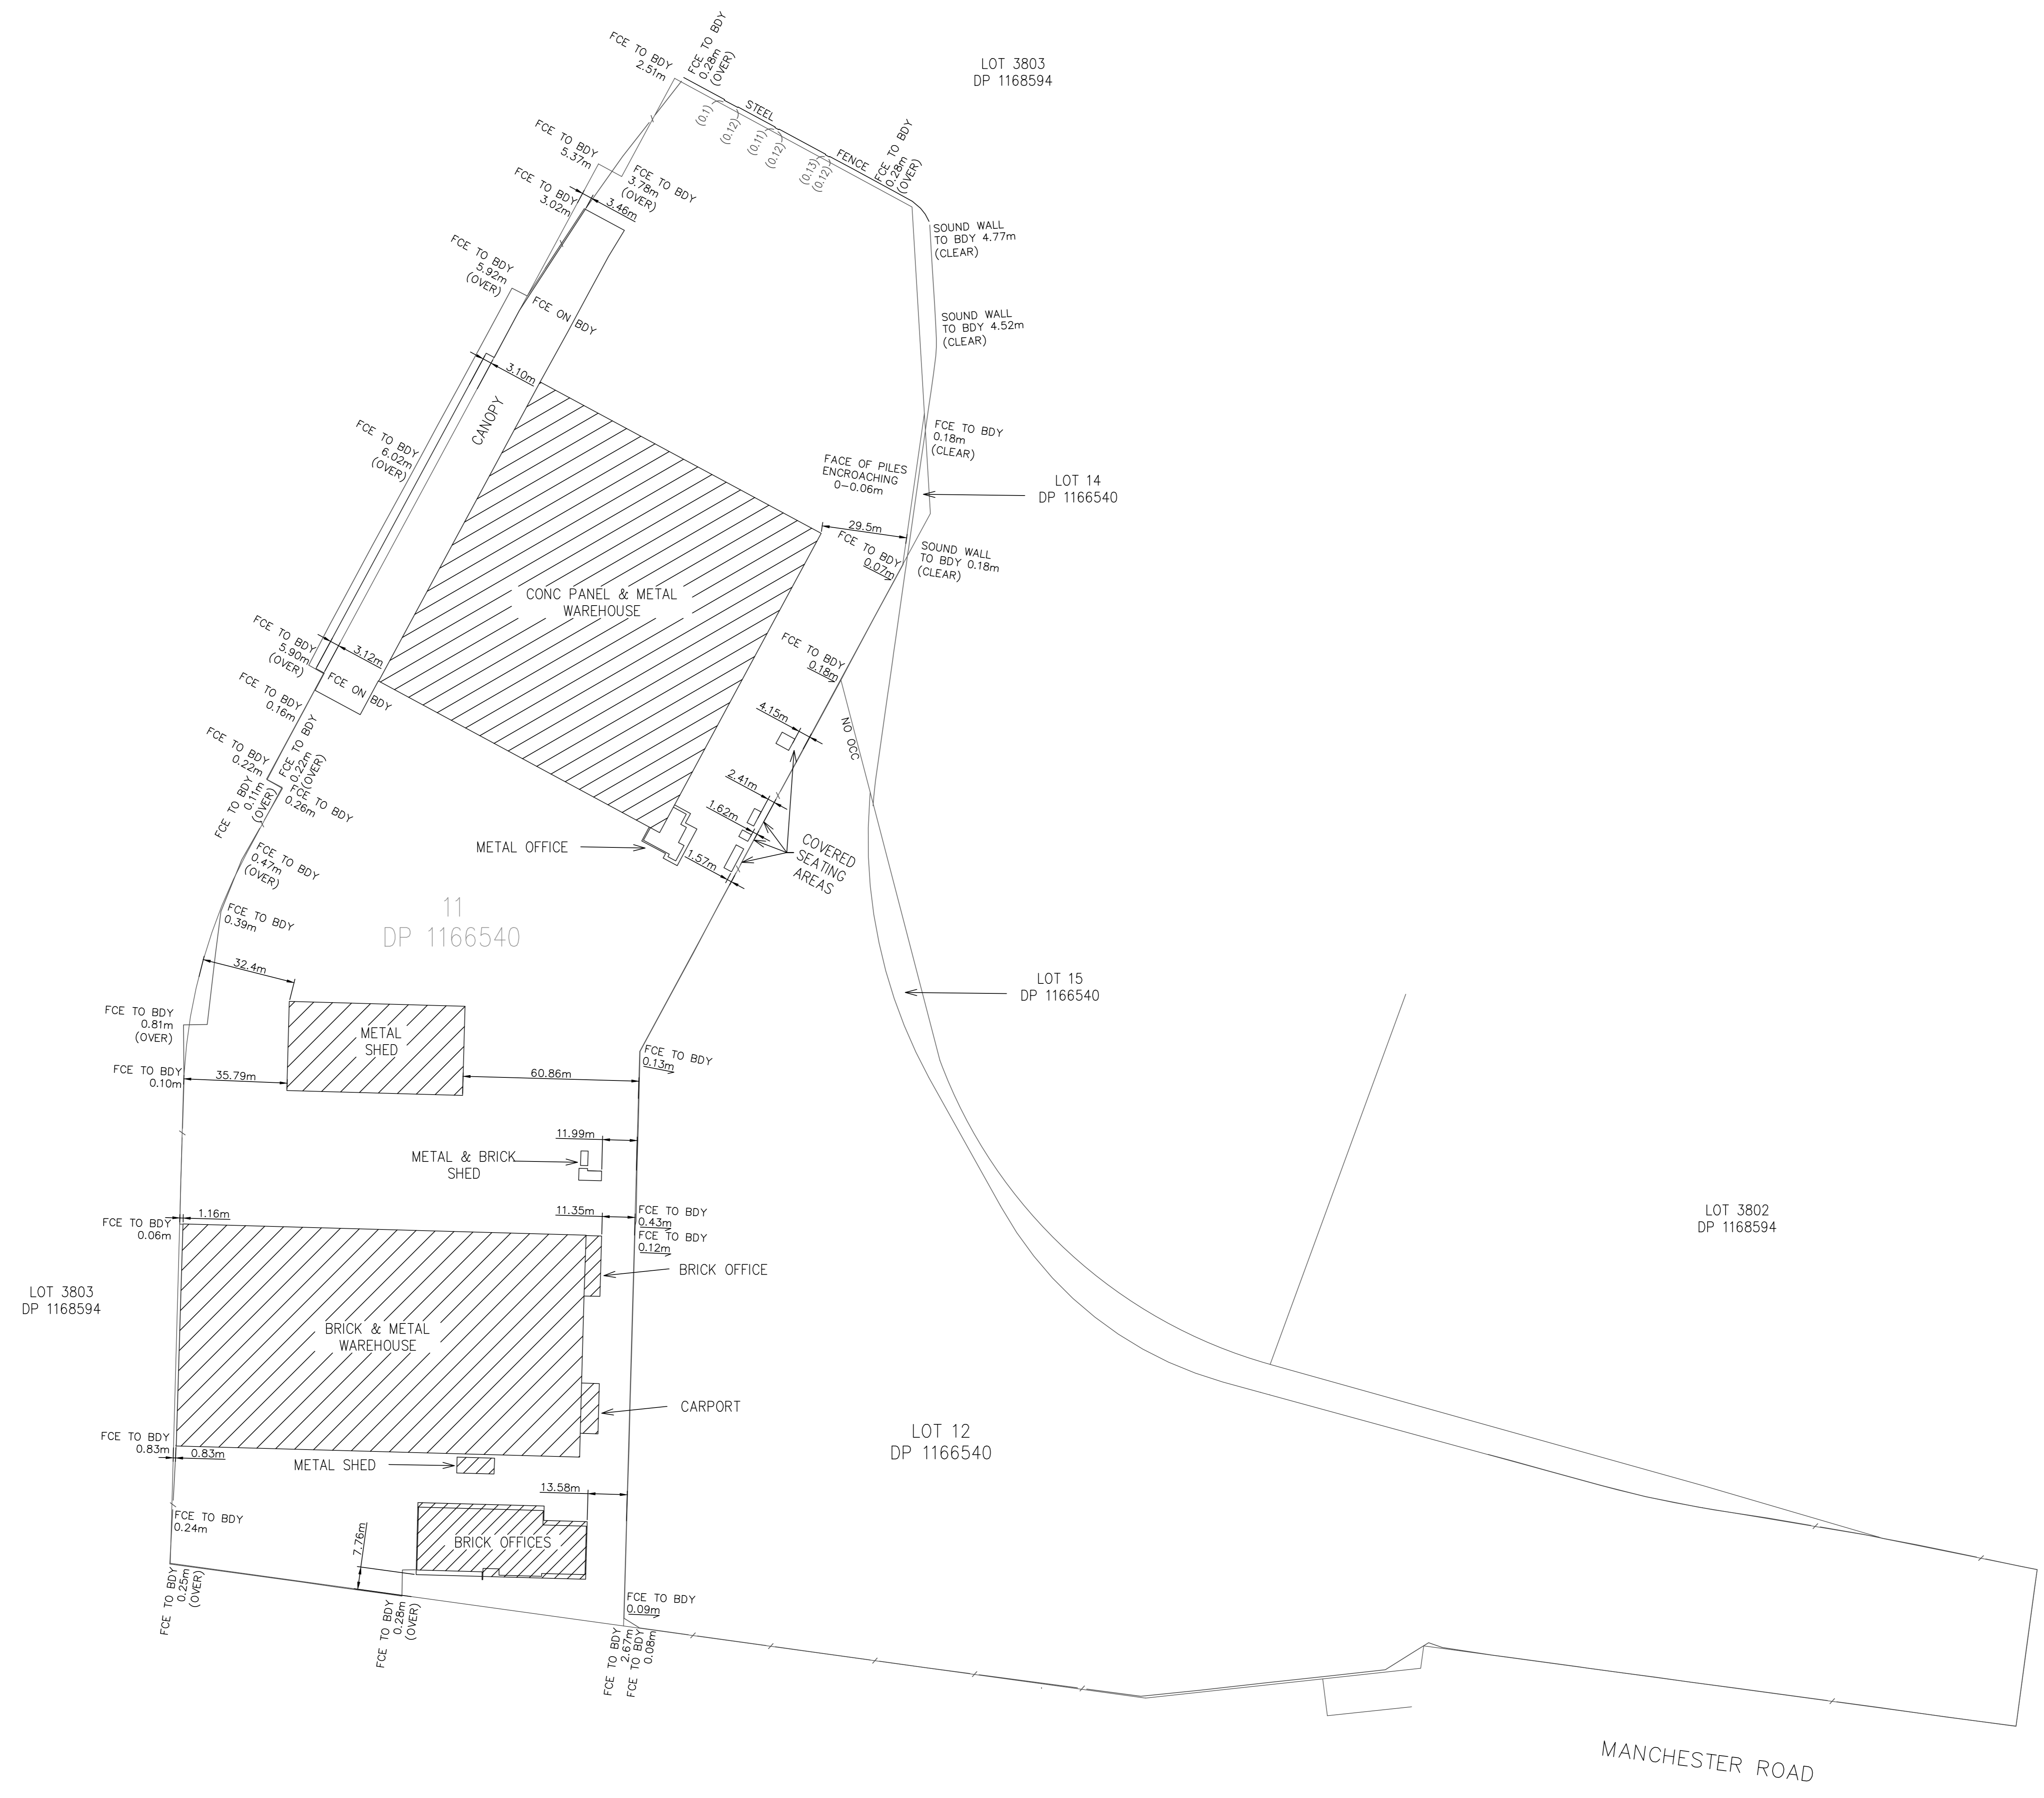 LOT 3803
DP 1168594
FCE TO BDY
2.51m
FCE TO BDY
0.28m
(OVER)
STEEL
FENCE
(0.1)
(0.12)
(0.11)
(0.12)
(0.13)
(0.12)
FCE TO BDY
0.28m
(OVER)
FCE TO BDY
5.37m
FCE TO BDY
3.78m
(OVER)
FCE TO BDY
3.02m
3.46m
SOUND WALL
TO BDY 4.77m
(CLEAR)
FCE TO BDY
5.92m
(OVER)
FCE ON BDY
SOUND WALL
TO BDY 4.52m
(CLEAR)
3.10m
CANOPY
FCE TO BDY
6.02m
(OVER)
FCE TO BDY
0.18m
(CLEAR)
FACE OF PILES
ENCROACHING
0-0.06m
LOT 14
DP 1166540
29.5m
FCE TO BDY
0.07m
SOUND WALL
TO BDY 0.18m
(CLEAR)
CONC PANEL & METAL
WAREHOUSE
FCE TO BDY
5.90m
(OVER)
3.12m
FCE ON BDY
FCE TO BDY
0.18m
FCE TO BDY
0.16m
4.15m
NO OCC
FCE TO BDY
0.22m
FCE TO BDY
0.22m
(OVER)
FCE TO BDY
0.11m
(OVER)
FCE TO BDY
0.26m
2.41m
1.62m
METAL OFFICE
1.57m
COVERED
SEATING
AREAS
FCE TO BDY
0.47m
(OVER)
FCE TO BDY
0.39m
11
DP 1166540
32.4m
LOT 15
DP 1166540
FCE TO BDY
0.81m
(OVER)
METAL
SHED
FCE TO BDY
0.10m
35.79m
60.86m
FCE TO BDY
0.13m
11.99m
METAL & BRICK
SHED
FCE TO BDY
0.06m
1.16m
11.35m
FCE TO BDY
0.43m
FCE TO BDY
0.12m
LOT 3802
DP 1168594
BRICK OFFICE
LOT 3803
DP 1168594
BRICK & METAL
WAREHOUSE
CARPORT
LOT 12
DP 1166540
FCE TO BDY
0.83m
0.83m
METAL SHED
13.58m
FCE TO BDY
0.24m
7.76m
BRICK OFFICES
FCE TO BDY
0.25m
(OVER)
FCE TO BDY
0.28m
(OVER)
FCE TO BDY
0.09m
FCE TO BDY
2.67m
FCE TO BDY
0.08m
MANCHESTER ROAD